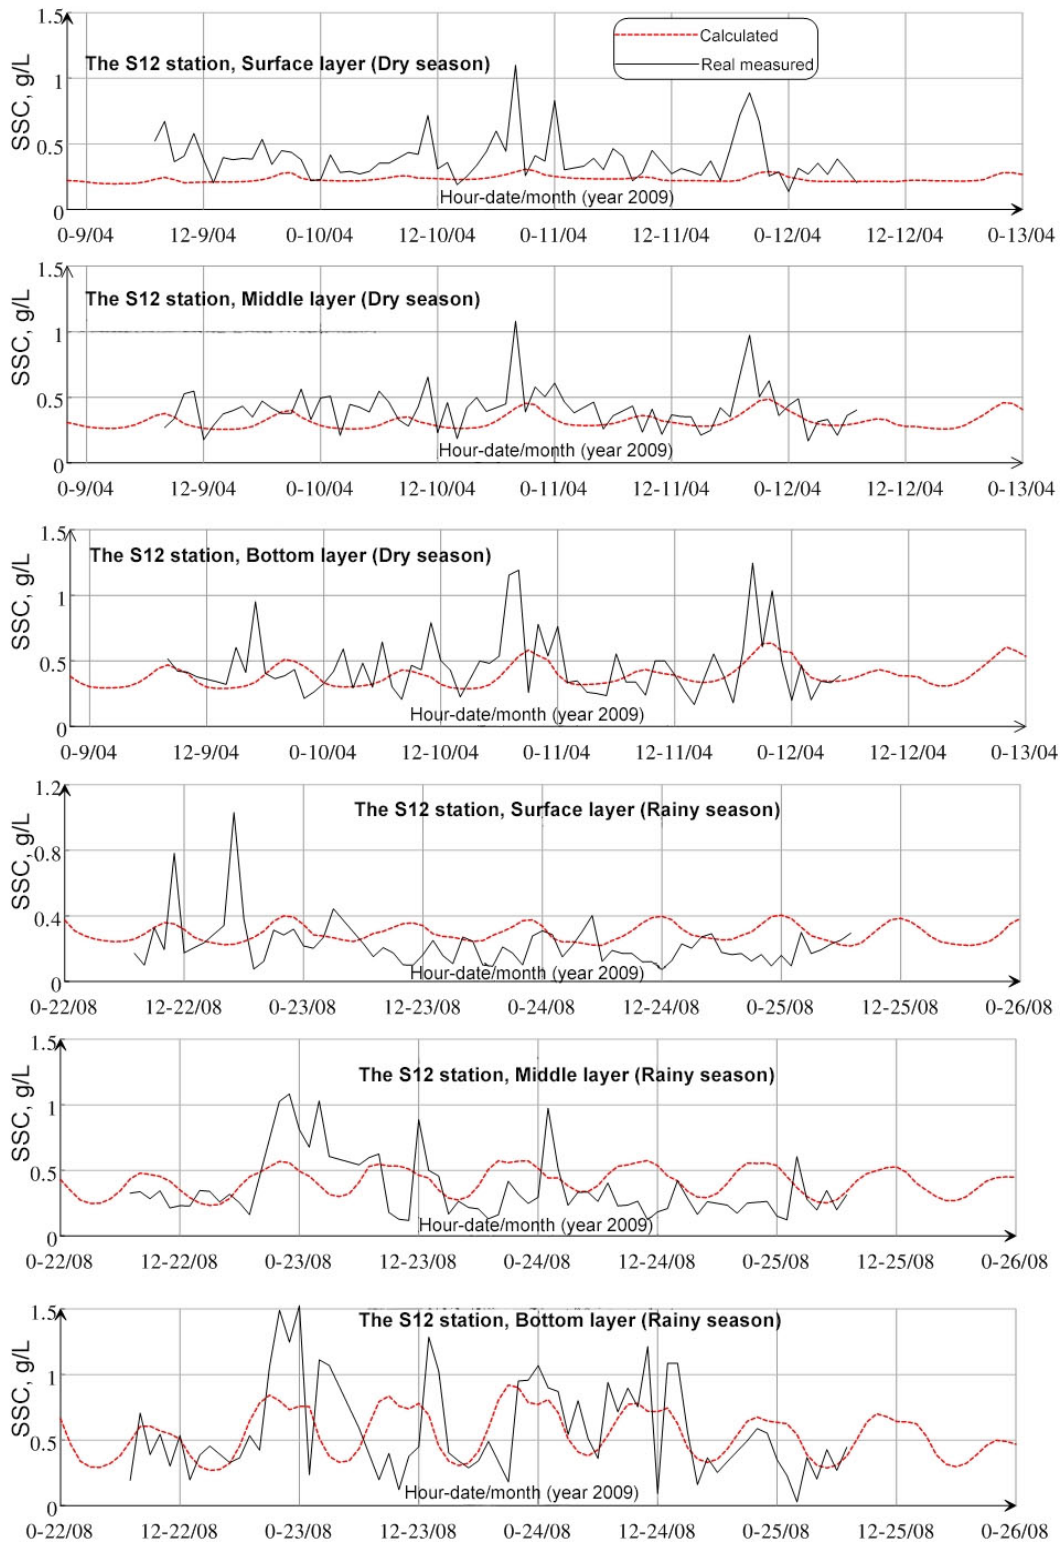 1.5
The S12 station, Surface layer (Dry season)
Calculated
Real measured
SSC, g/L
1
0.5
0
Hour-date/month (year 2009)
0-9/04 12-9/04 0-10/04 12-10/04 0-11/04 12-11/04 0-12/04 12-12/04 0-13/04
1.5
The S12 station, Middle layer (Dry season)
SSC, g/L
1
0.5
0
Hour-date/month (year 2009)
0-9/04 12-9/04 0-10/04 12-10/04 0-11/04 12-11/04 0-12/04 12-12/04 0-13/04
1.5
The S12 station, Bottom layer (Dry season)
SSC, g/L
1
0.5
0
Hour-date/month (year 2009)
0-9/04 12-9/04 0-10/04 12-10/04 0-11/04 12-11/04 0-12/04 12-12/04 0-13/04
1.2
The S12 station, Surface layer (Rainy season)
SSC, g/L
0.8
0.4
0
Hour-date/month (year 2009)
0-22/08 12-22/08 0-23/08 12-23/08 0-24/08 12-24/08 0-25/08 12-25/08 0-26/08
1.5
The S12 station, Middle layer (Rainy season)
SSC, g/L
1
0.5
0
Hour-date/month (year 2009)
0-22/08 12-22/08 0-23/08 12-23/08 0-24/08 12-24/08 0-25/08 12-25/08 0-26/08
1.5
The S12 station, Bottom layer (Rainy season)
SSC, g/L
1
0.5
0
Hour-date/month (year 2009)
0-22/08 12-22/08 0-23/08 12-23/08 0-24/08 12-24/08 0-25/08 12-25/08 0-26/08